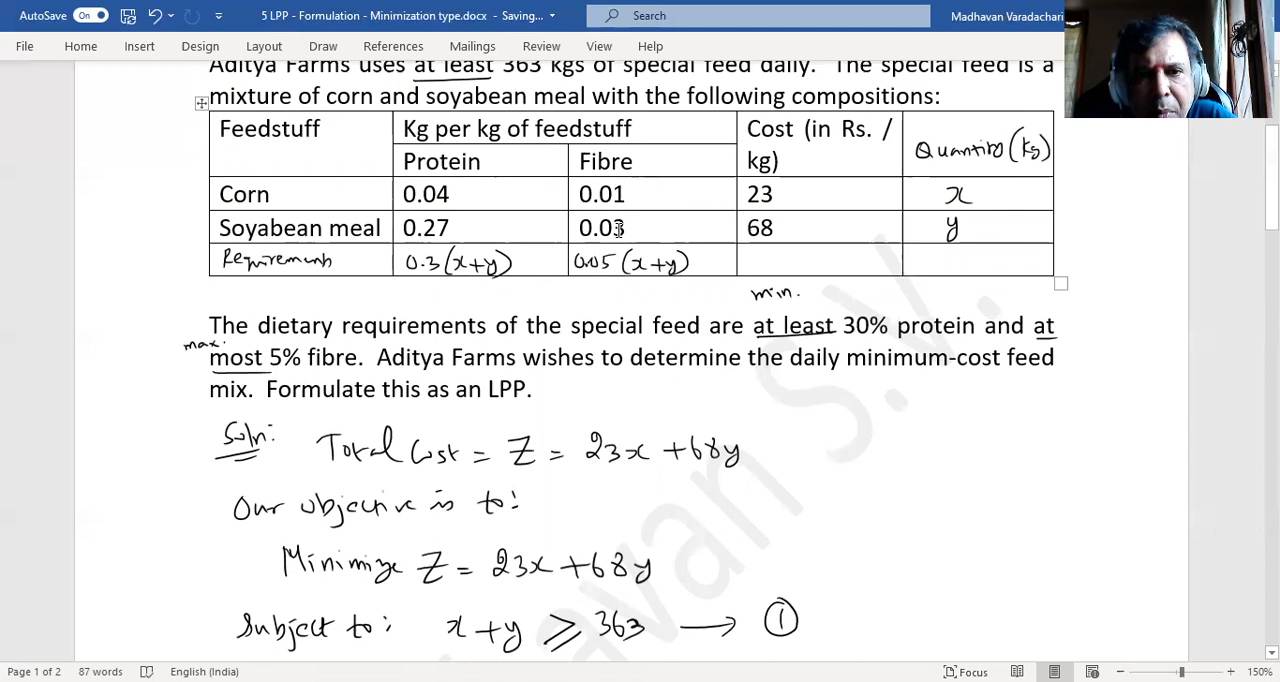 AutoSave On 5 LPP - Formulation - Minimization type.docx - Saving... Search Madhavan Varadachari
File Home Insert Design Layout Draw References Mailings Review View Help
Aditya Farms uses at least 363 kgs of special feed daily. The special feed is a
mixture of corn and soyabean meal with the following compositions:
Feedstuff Kg per kg of feedstuff Cost (in Rs. / kg) Quantity (kg)
Protein Fibre
Corn 0.04 0.01 23 x
Soyabean meal 0.27 0.03 68 y
Requirements 0.3(x+y) 0.05(x+y)
min.
The dietary requirements of the special feed are at least 30% protein and at
max.
most 5% fibre. Aditya Farms wishes to determine the daily minimum-cost feed
mix. Formulate this as an LPP.
Soln: Total Cost = Z = 23x + 68y
Our objective is to:
Minimize Z = 23x + 68y
Subject to: x + y ⩾ 363 → ①
Madhavan S.V.
Page 1 of 2 87 words English (India) Focus 150%